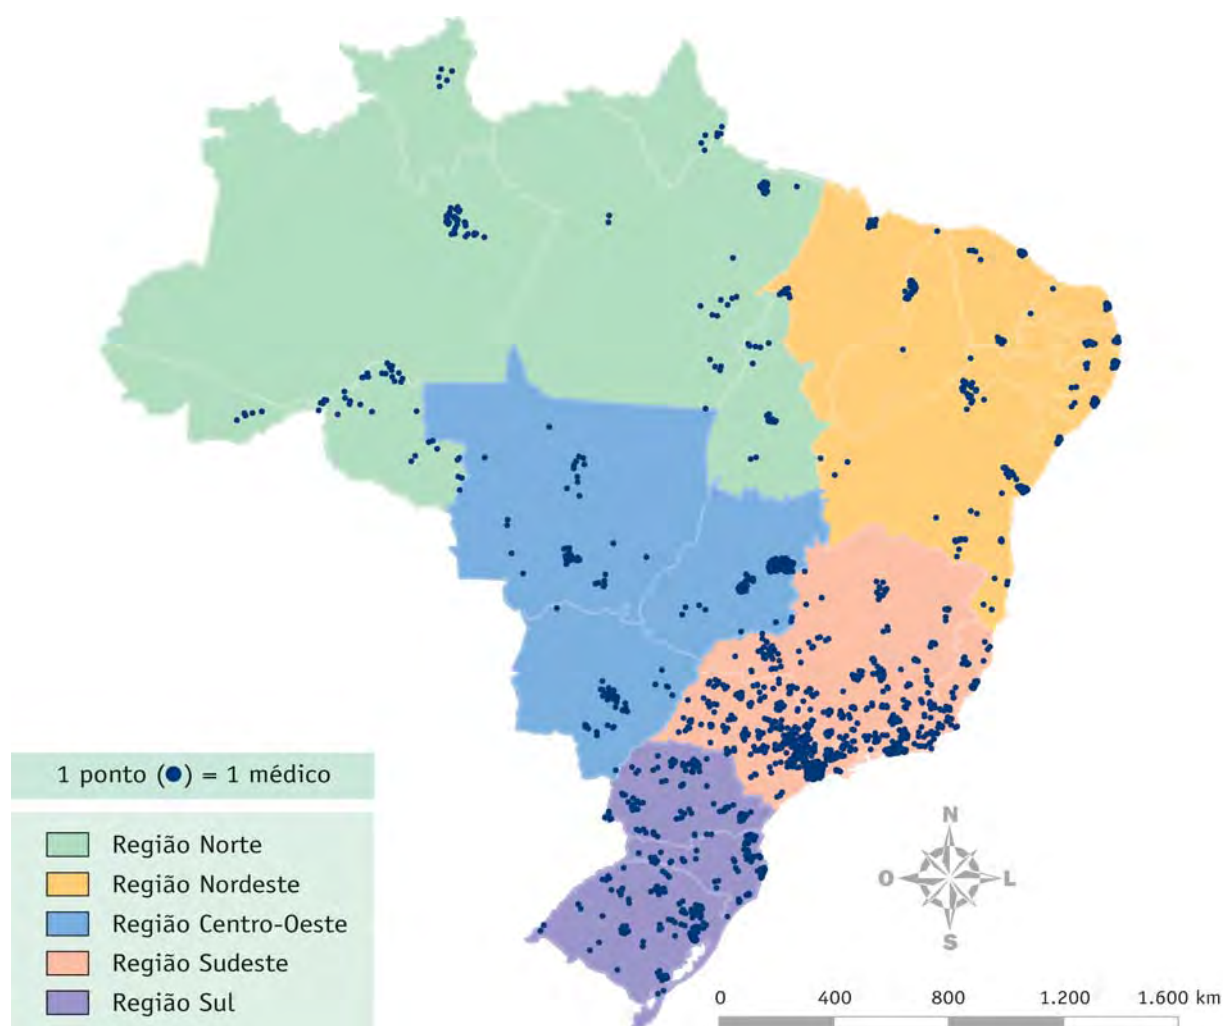 1 ponto (●) = 1 médico
Região Norte
Região Nordeste
Região Centro-Oeste
Região Sudeste
Região Sul
N
O L
S
0 400 800 1.200 1.600 km